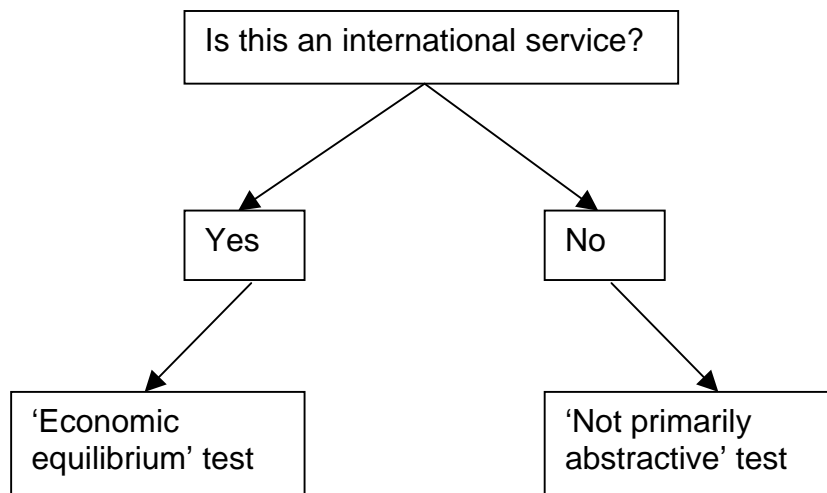 Is this an international service?
Yes
No
‘Economic
equilibrium’ test
‘Not primarily
abstractive’ test